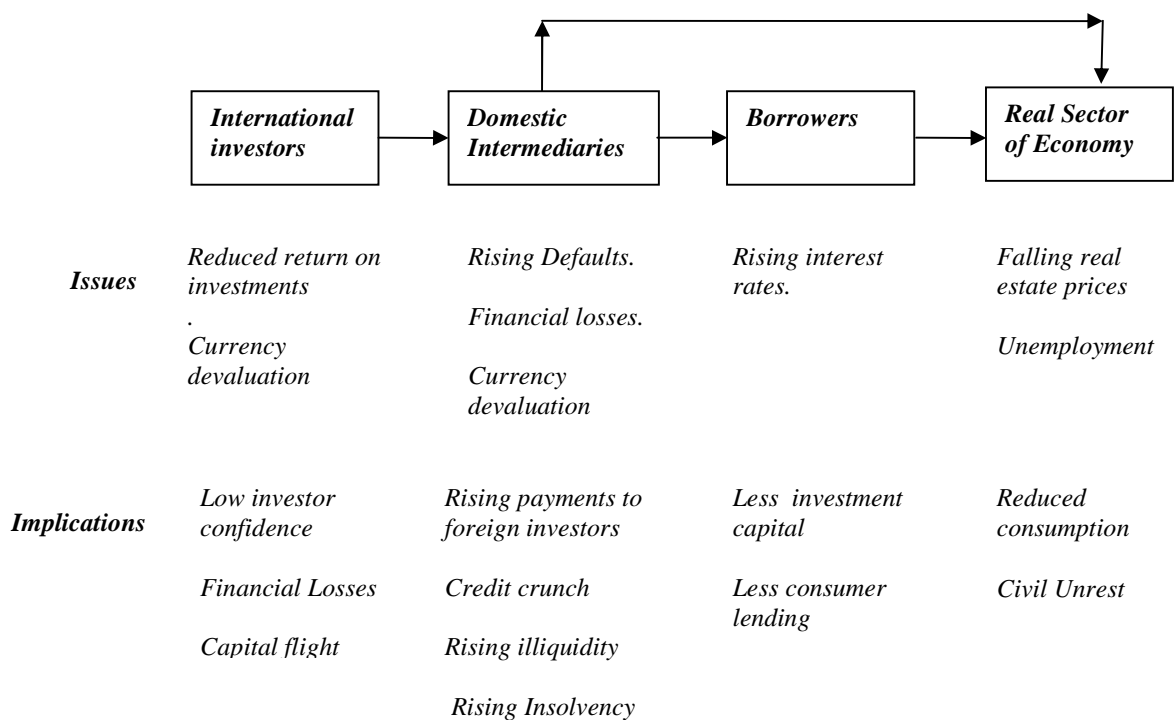 International
investors
Domestic
Intermediaries
Borrowers
Real Sector
of Economy
Issues
Reduced return on
investments
.
Currency
devaluation
Rising Defaults.
Financial losses.
Currency
devaluation
Rising interest
rates.
Falling real
estate prices
Unemployment
Implications
Low investor
confidence
Financial Losses
Capital flight
Rising payments to
foreign investors
Credit crunch
Rising illiquidity
Rising Insolvency
Less investment
capital
Less consumer
lending
Reduced
consumption
Civil Unrest